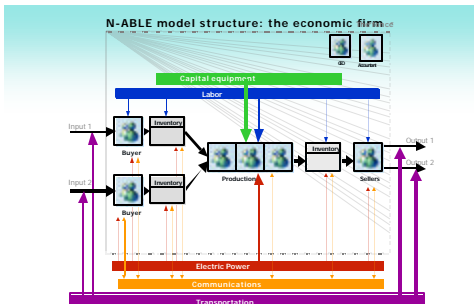 N-ABLE model structure: the economic firm
CEO
Accountant
Capital equipment
Labor
Input 1
Inventory
Buyer
Output 1
Inventory
Output 2
Production
Sellers
Input 2
Inventory
Buyer
Electric Power
Communications
Transportation